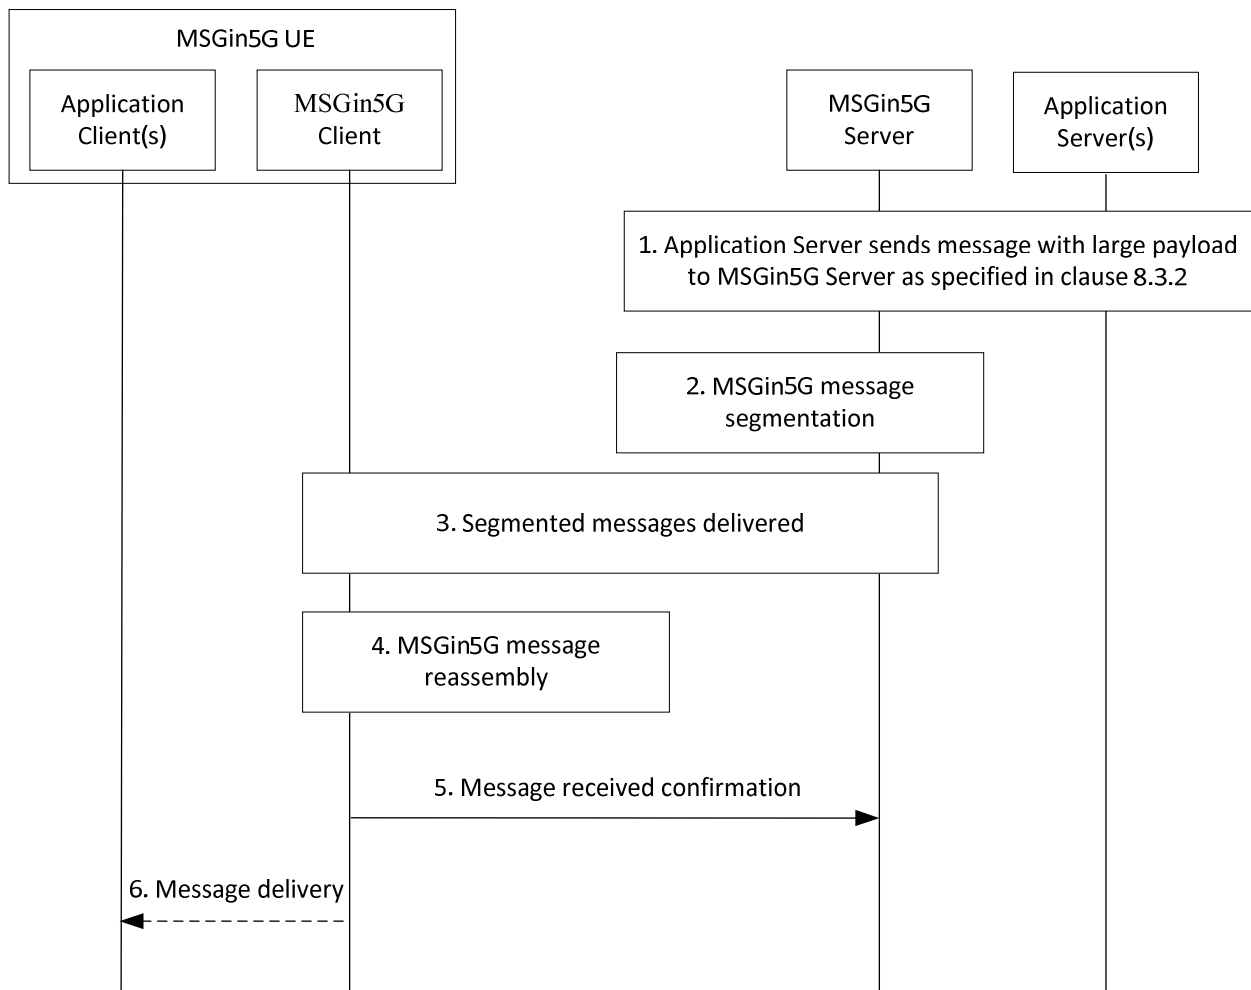 MSGin5G UE
Application
Client(s)
MSGin5G
Client
MSGin5G
Server
Application
Server(s)
1. Application Server sends message with large payload
to MSGin5G Server as specified in clause 8.3.2
2. MSGin5G message
segmentation
3. Segmented messages delivered
4. MSGin5G message
reassembly
5. Message received confirmation
6. Message delivery